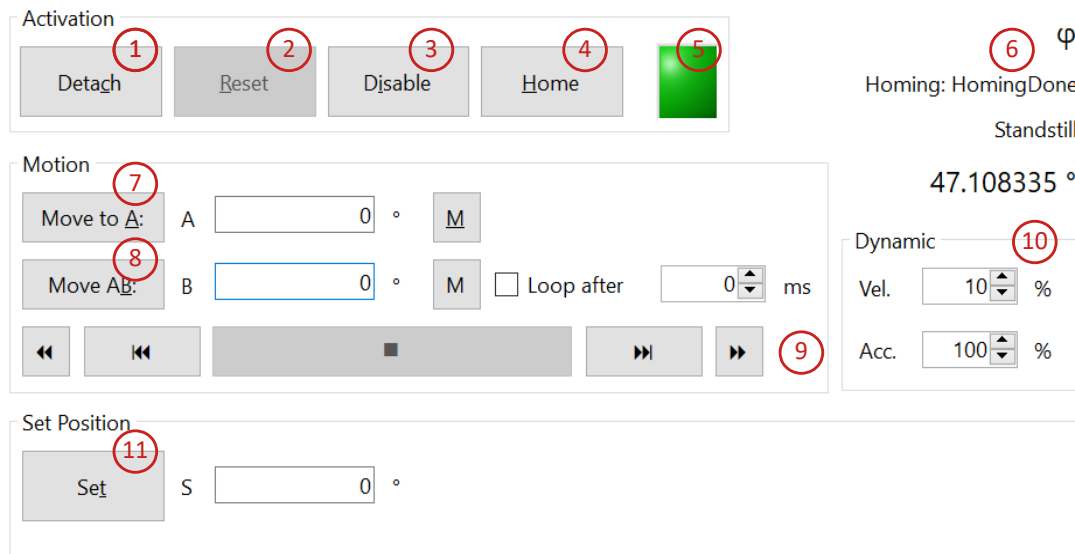 Activation
1 2 3 4 5 6 φ
Detach Reset Disable Home Homing: HomingDone
Standstill
Motion
7 47.108335 °
Move to A: A 0 ° M
8 Dynamic 10
Move AB: B 0 ° M Loop after 0 ms Vel. 10 %
9 Acc. 100 %
Set Position
11
Set S 0 °